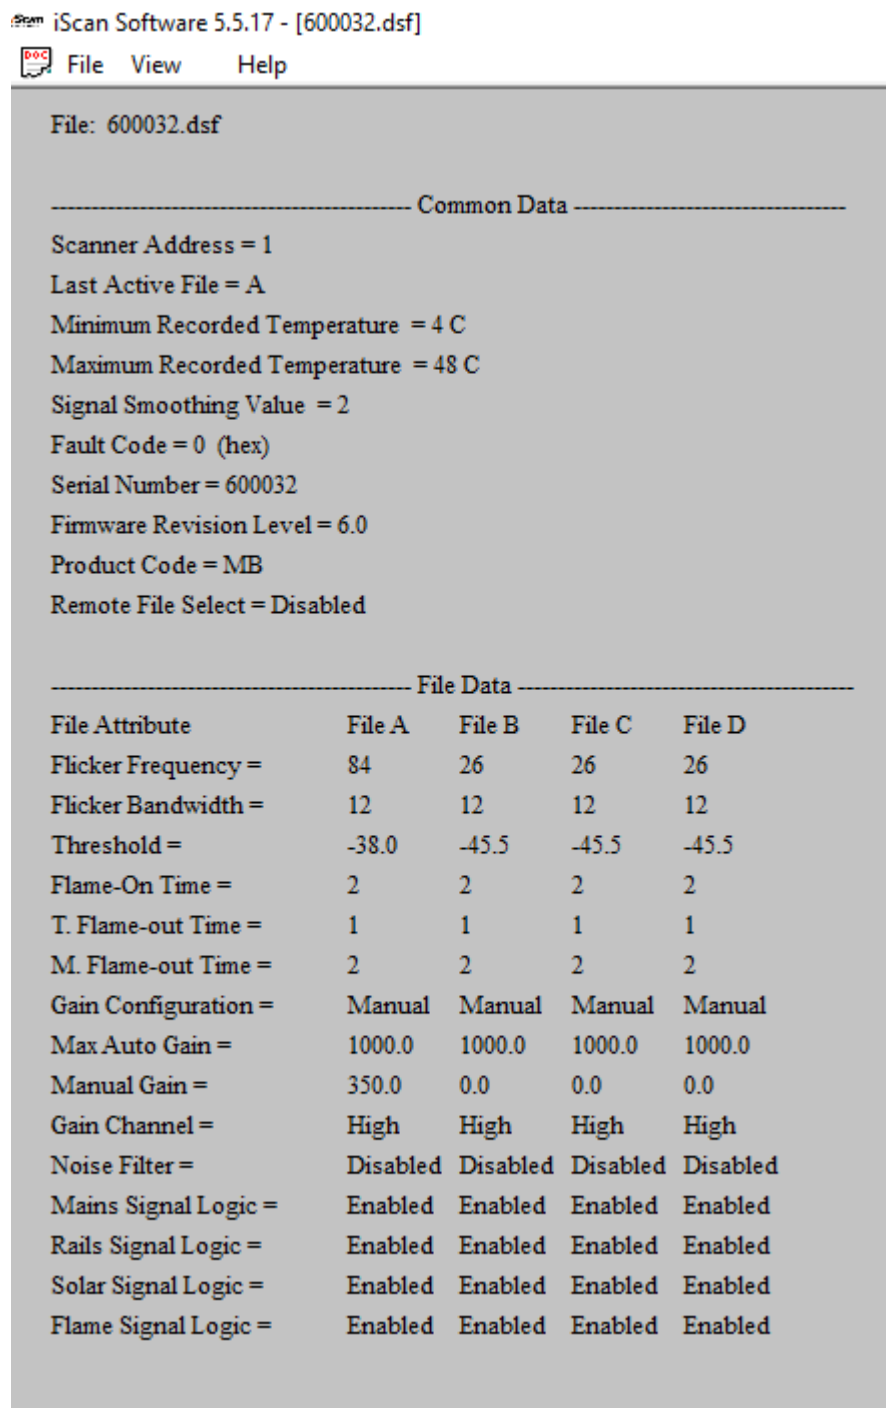 iScan iScan Software 5.5.17 - [600032.dsf]
DOC File View Help
File: 600032.dsf
---------------------------------------------- Common Data -----------------------------------
Scanner Address = 1
Last Active File = A
Minimum Recorded Temperature = 4 C
Maximum Recorded Temperature = 48 C
Signal Smoothing Value = 2
Fault Code = 0 (hex)
Serial Number = 600032
Firmware Revision Level = 6.0
Product Code = MB
Remote File Select = Disabled
---------------------------------------------- File Data -------------------------------------------
File Attribute File A File B File C File D
Flicker Frequency = 84 26 26 26
Flicker Bandwidth = 12 12 12 12
Threshold = -38.0 -45.5 -45.5 -45.5
Flame-On Time = 2 2 2 2
T. Flame-out Time = 1 1 1 1
M. Flame-out Time = 2 2 2 2
Gain Configuration = Manual Manual Manual Manual
Max Auto Gain = 1000.0 1000.0 1000.0 1000.0
Manual Gain = 350.0 0.0 0.0 0.0
Gain Channel = High High High High
Noise Filter = Disabled Disabled Disabled Disabled
Mains Signal Logic = Enabled Enabled Enabled Enabled
Rails Signal Logic = Enabled Enabled Enabled Enabled
Solar Signal Logic = Enabled Enabled Enabled Enabled
Flame Signal Logic = Enabled Enabled Enabled Enabled